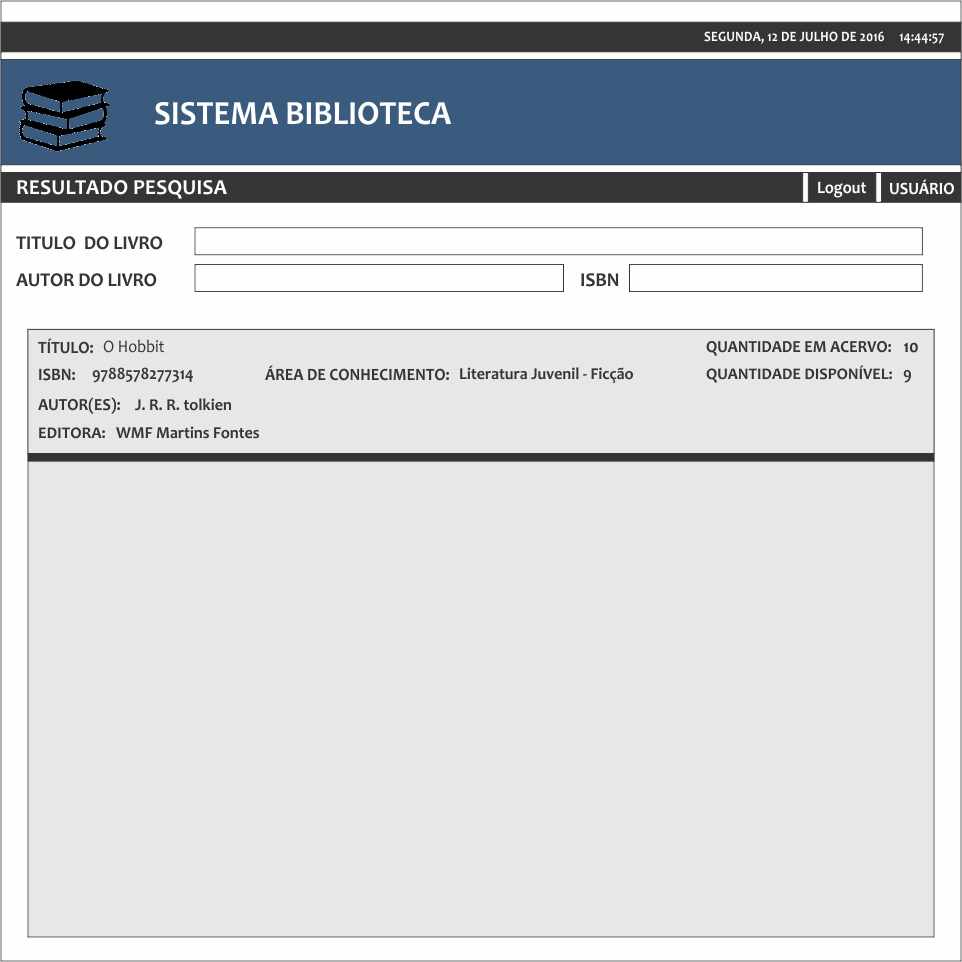 SEGUNDA, 12 DE JULHO DE 2016 14:44:57
SISTEMA BIBLIOTECA
RESULTADO PESQUISA Logout USUÁRIO
TITULO DO LIVRO
AUTOR DO LIVRO ISBN
TÍTULO: O Hobbit QUANTIDADE EM ACERVO: 10
ISBN: 9788578277314 ÁREA DE CONHECIMENTO: Literatura Juvenil - Ficção QUANTIDADE DISPONÍVEL: 9
AUTOR(ES): J. R. R. tolkien
EDITORA: WMF Martins Fontes